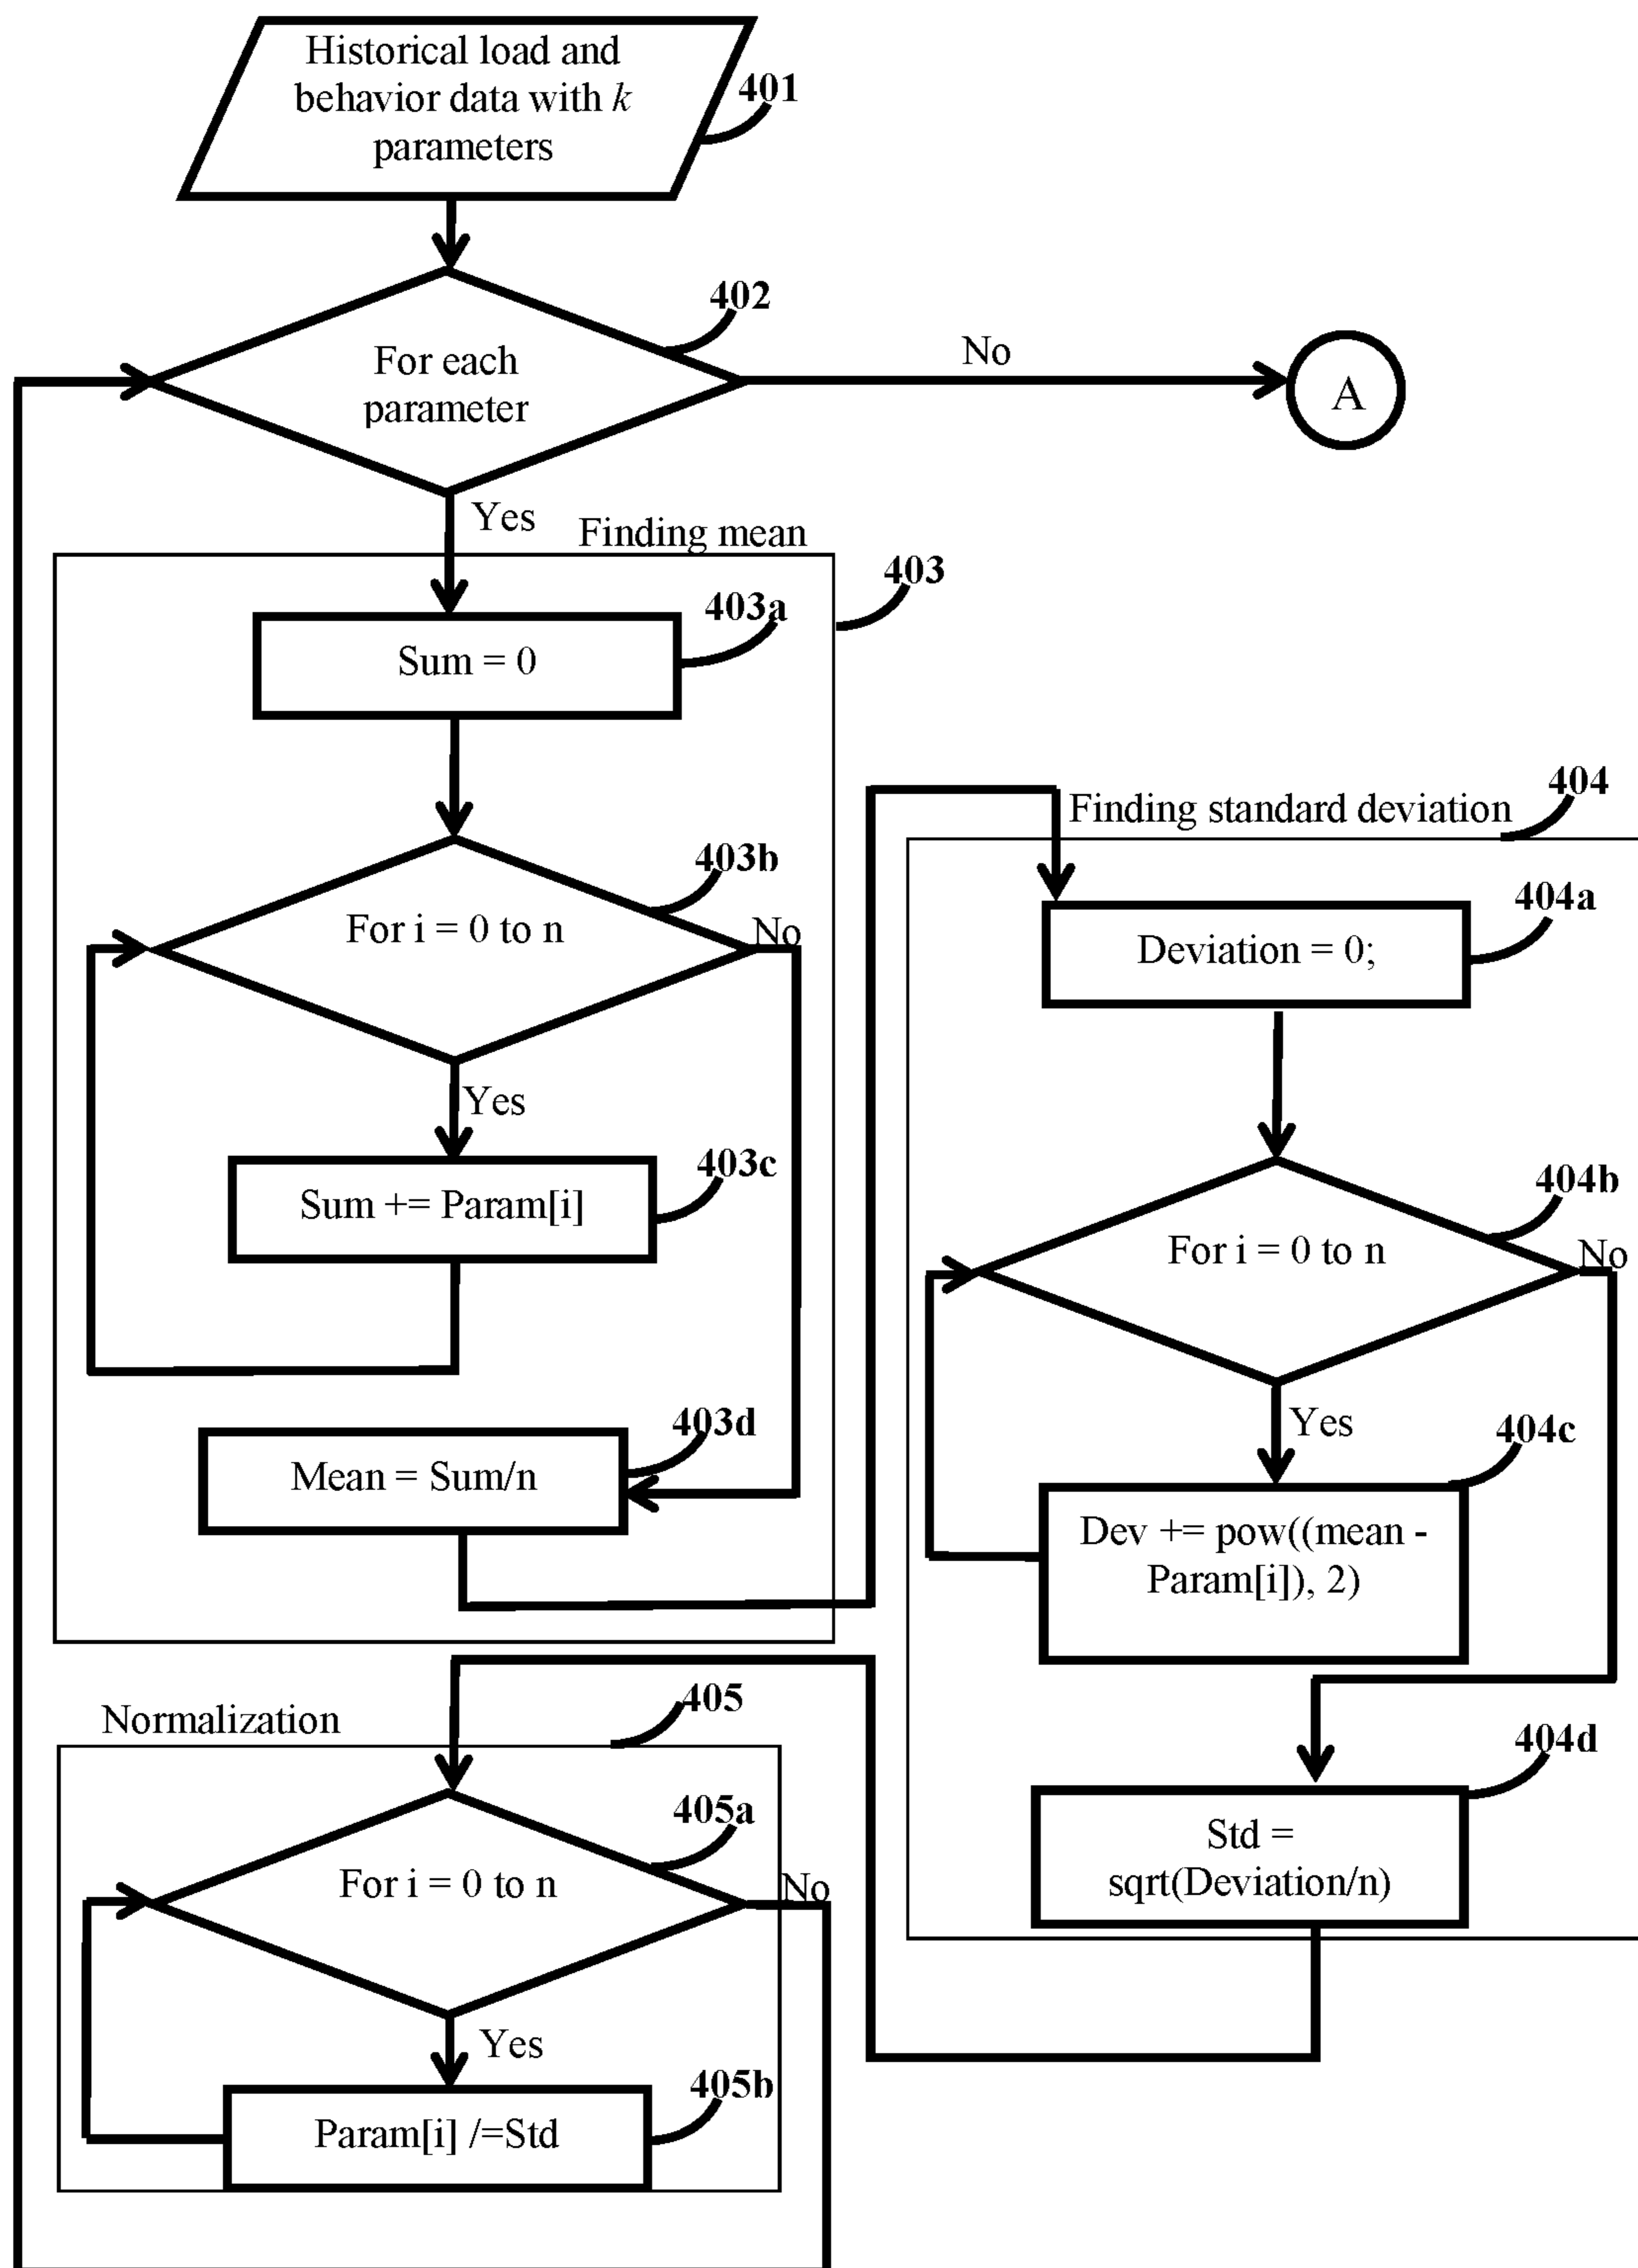 Historical load and
behavior data with k
parameters
401
402
For each
parameter
No
A
Yes
Finding mean
403
403a
Sum = 0
403b
For i = 0 to n
No
Yes
403c
Sum += Param[i]
403d
Mean = Sum/n
404
Finding standard deviation
404a
Deviation = 0;
404b
For i = 0 to n
No
Yes
404c
Dev += pow((mean -
Param[i]), 2)
404d
Std =
sqrt(Deviation/n)
405
Normalization
405a
For i = 0 to n
No
Yes
405b
Param[i] /=Std